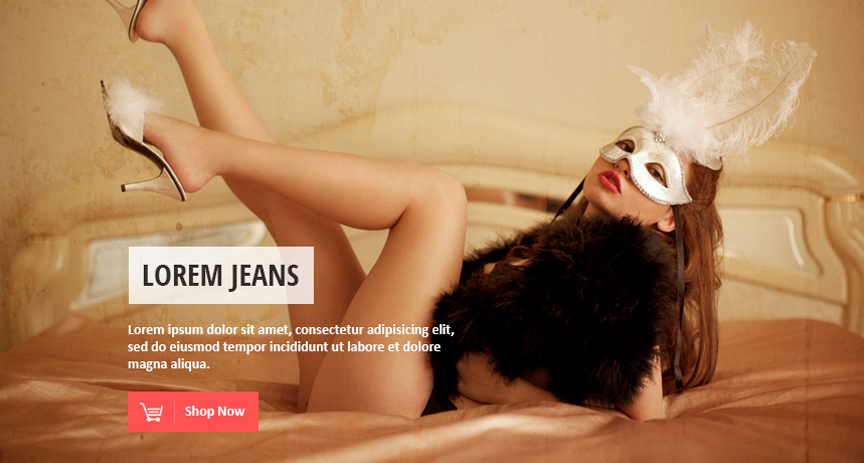 LOREM JEANS
Lorem ipsum dolor sit amet, consectetur adipisicing elit,
sed do eiusmod tempor incididunt ut labore et dolore
magna aliqua.
Shop Now